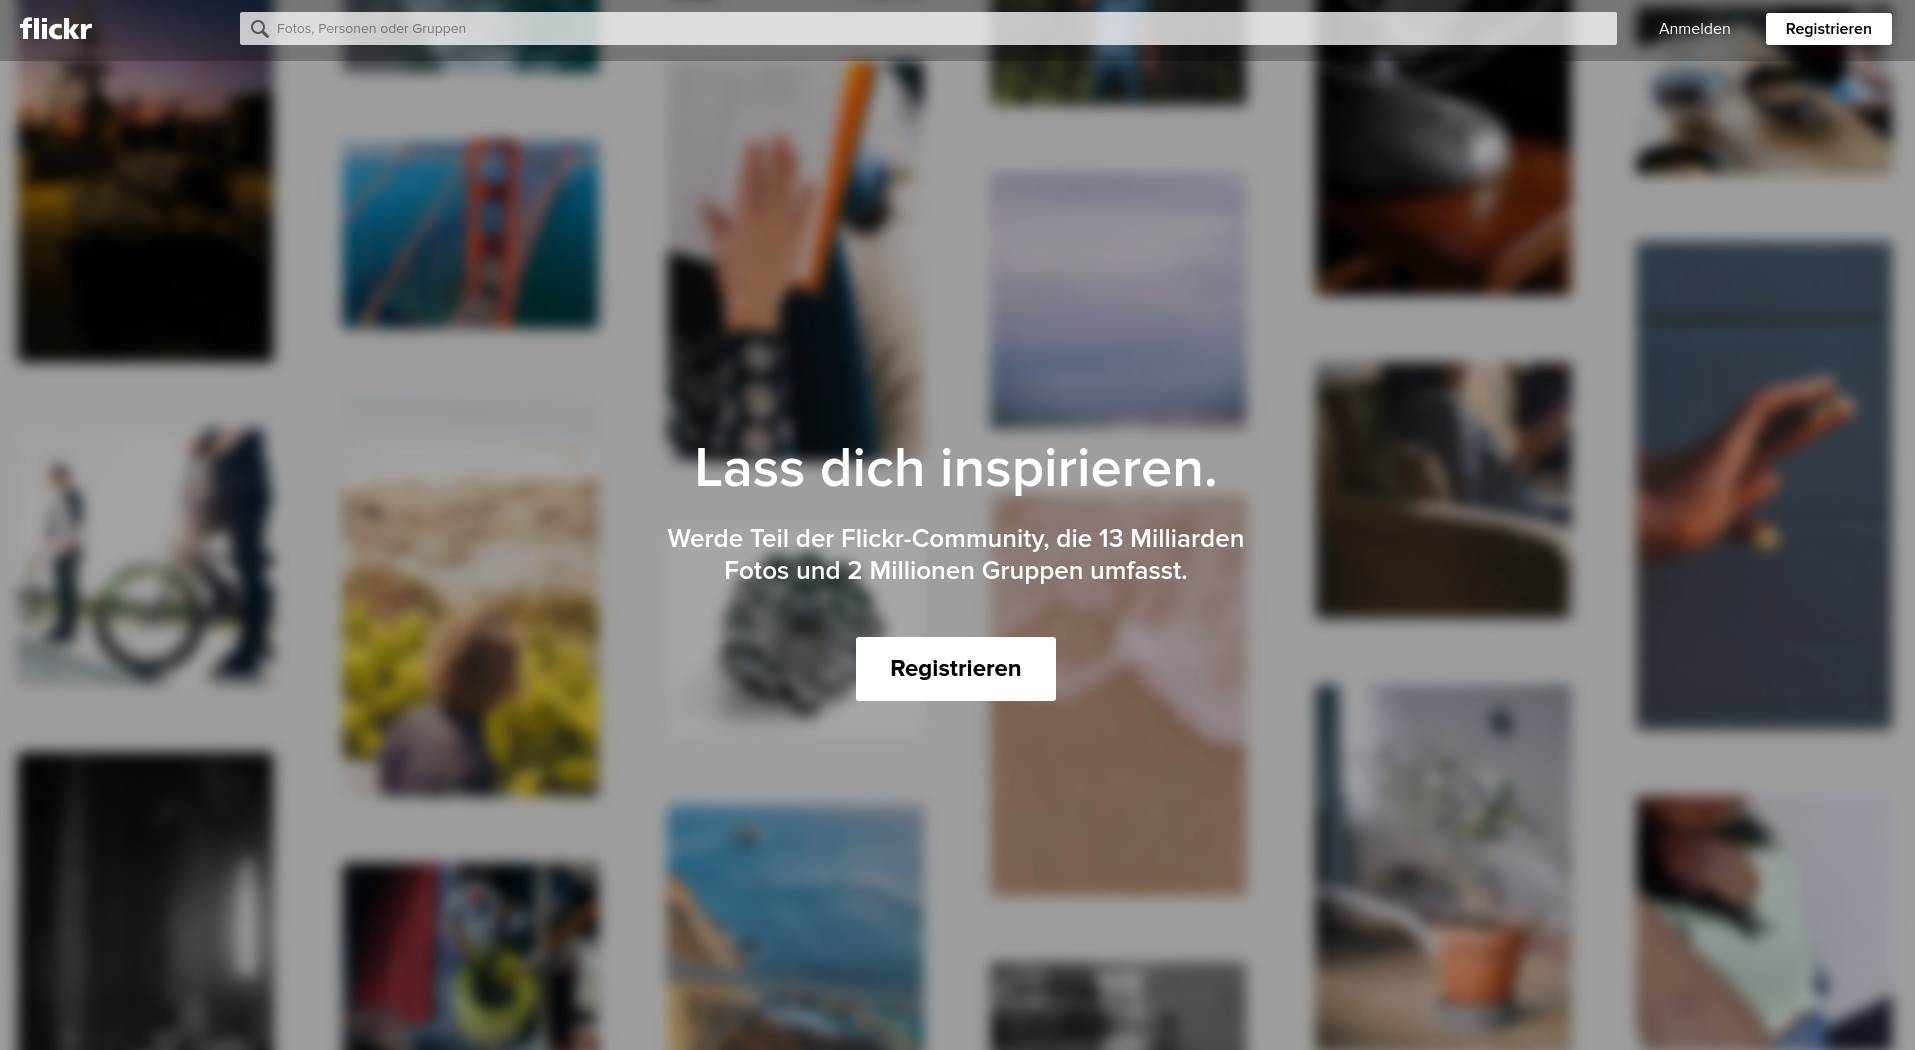 flickr
Fotos, Personen oder Gruppen
Anmelden
Registrieren
Lass dich inspirieren.
Werde Teil der Flickr-Community, die 13 Milliarden
Fotos und 2 Millionen Gruppen umfasst.
Registrieren